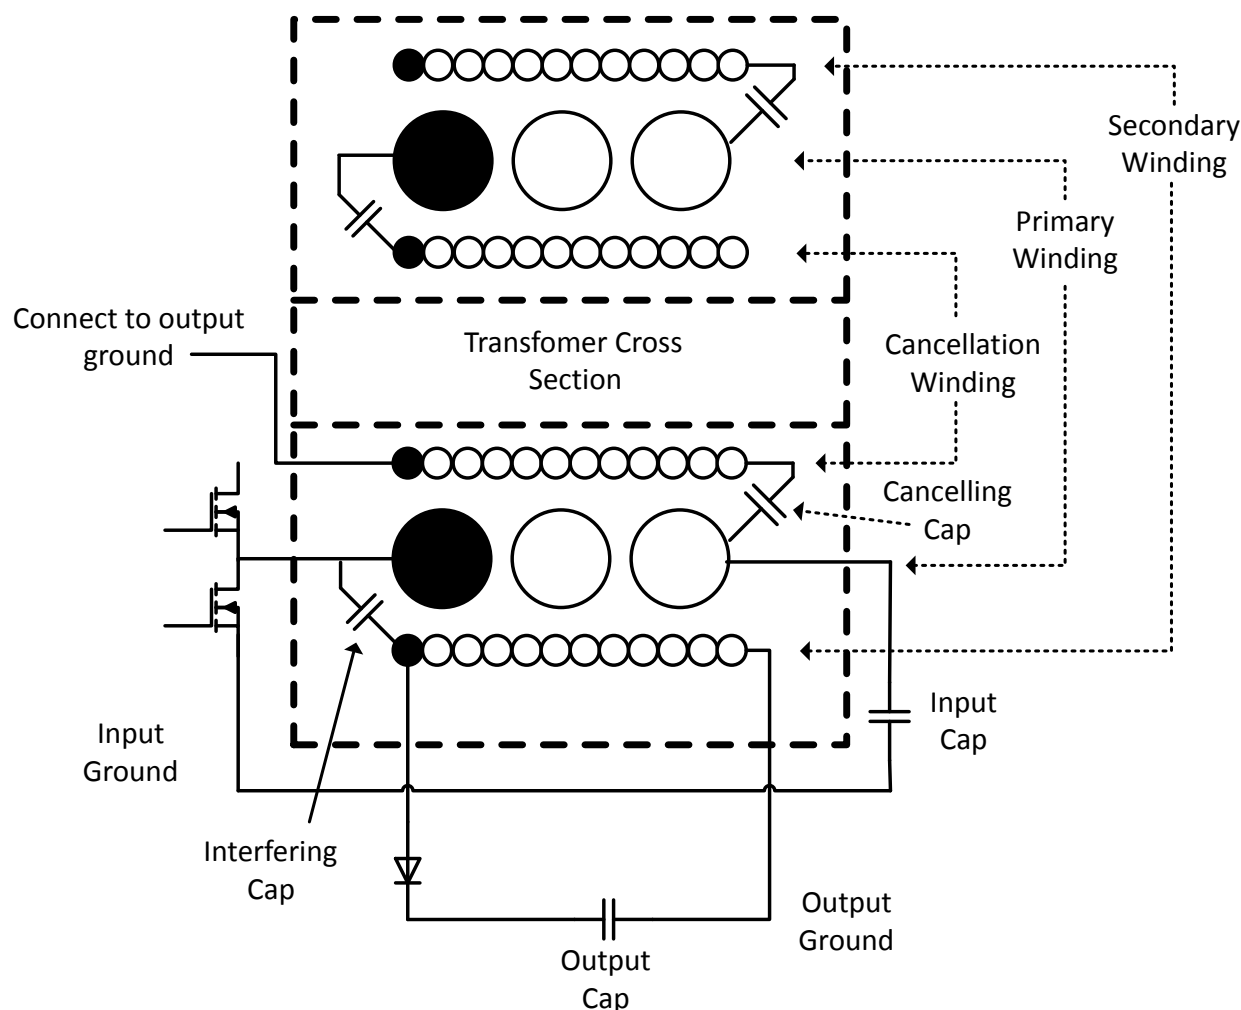 Secondary
Winding
Primary
Winding
Connect to output
ground
Transfomer Cross
Section
Cancellation
Winding
Cancelling
Cap
Input
Cap
Input
Ground
Interfering
Cap
Output
Ground
Output
Cap